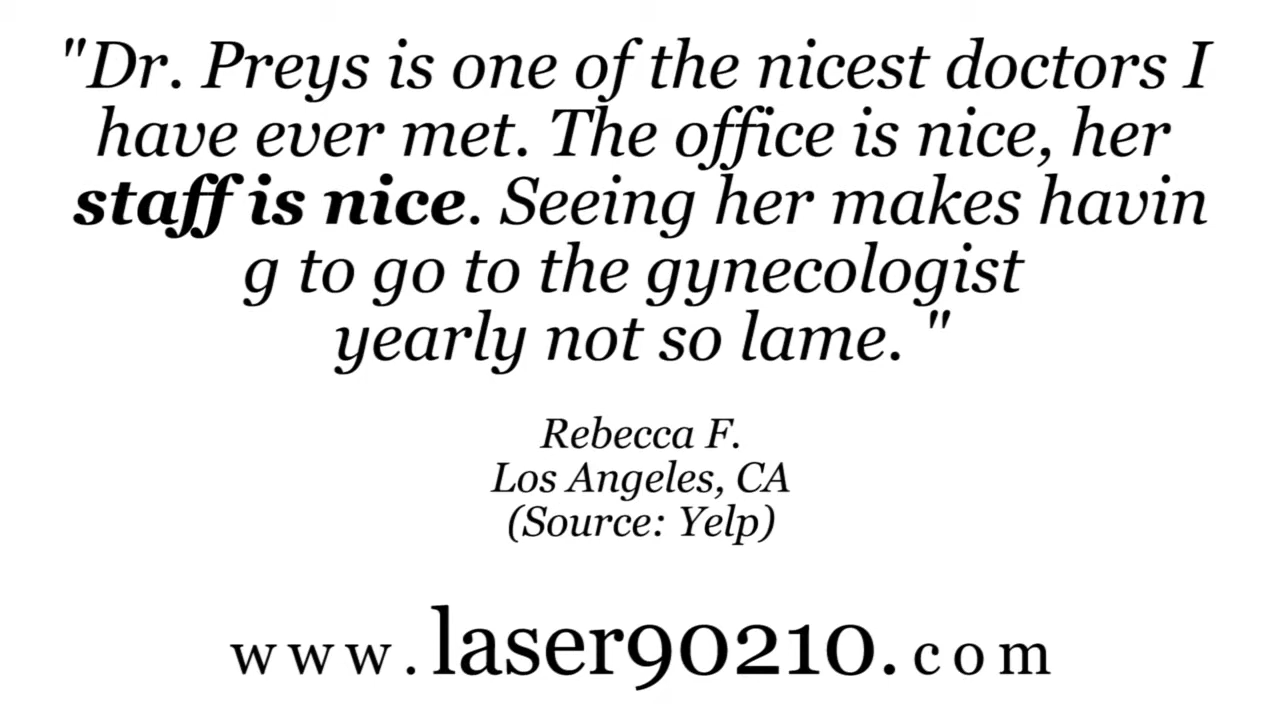 "Dr. Preys is one of the nicest doctors I
have ever met. The office is nice, her
staff is nice. Seeing her makes havin
g to go to the gynecologist
yearly not so lame. "
Rebecca F.
Los Angeles, CA
(Source: Yelp)
www.laser90210.com